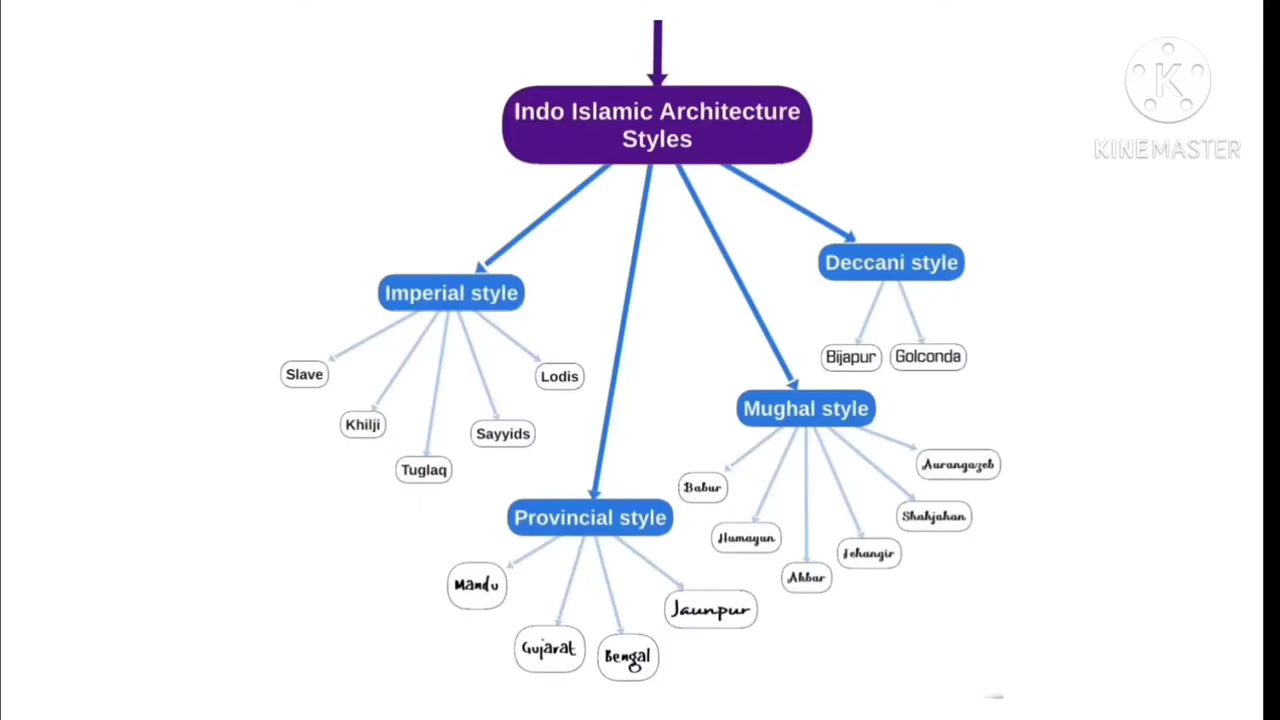 Indo Islamic Architecture
Styles
KINEMASTER
Deccani style
Imperial style
Bijapur
Golconda
Slave
Lodis
Khilji
Sayyids
Tuglaq
Mughal style
Aurangazeb
Babur
Shahjahan
Humayun
Jehangir
Akbar
Provincial style
Mandu
Jaunpur
Gujarat
Bengal